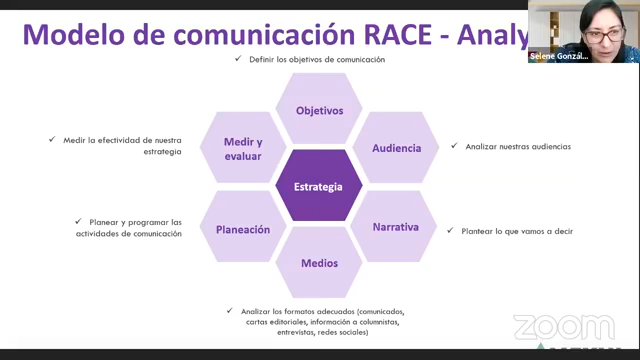 Modelo de comunicación RACE - Analy
Selene Gonzál...
✓ Definir los objetivos de comunicación
Objetivos
✓ Medir la efectividad de nuestra
estrategia
Medir y
evaluar
Audiencia
✓ Analizar nuestras audiencias
Estrategia
✓ Planear y programar las
actividades de comunicación
Planeación
Narrativa
✓ Plantear lo que vamos a decir
Medios
✓ Analizar los formatos adecuados (comunicados,
cartas editoriales, información a columnistas,
entrevistas, redes sociales)
zoom